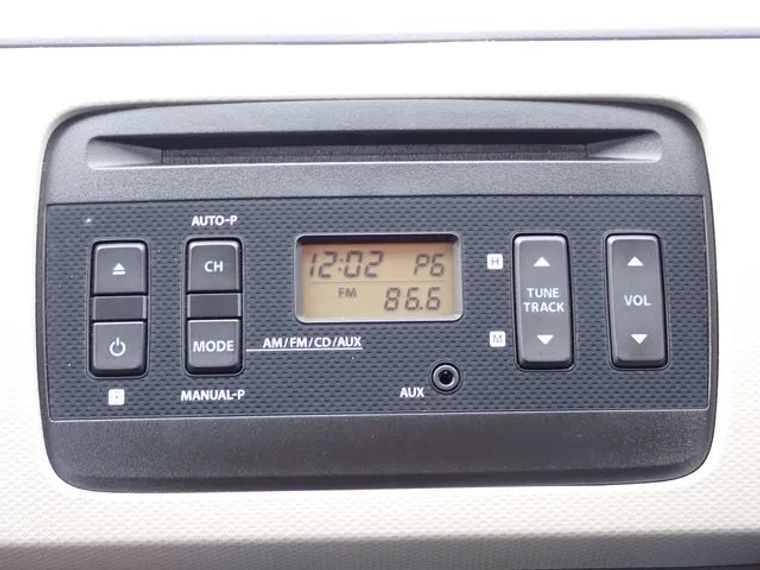 AUTO-P
CH
MODE
AM/FM/CD/AUX
MANUAL-P
12:02 P6
FM 86.6
AUX
H
M
TUNE
TRACK
VOL